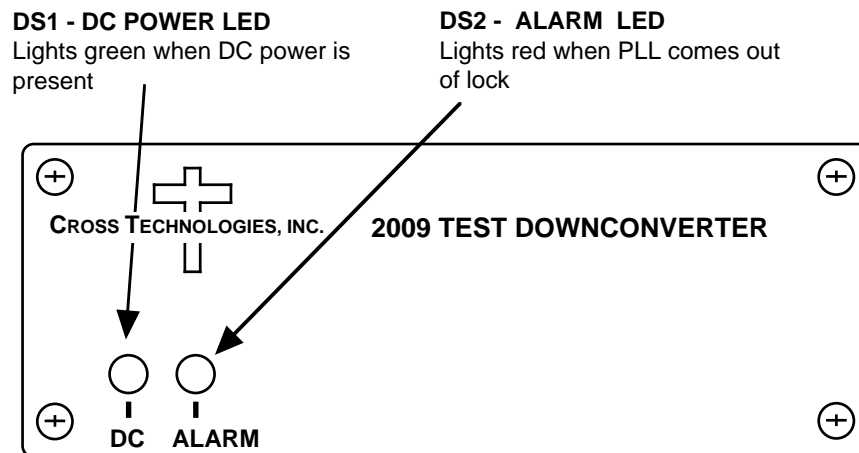 DS1 - DC POWER LED
Lights green when DC power is
present
DS2 - ALARM LED
Lights red when PLL comes out
of lock
CROSS TECHNOLOGIES, INC.
2009 TEST DOWNCONVERTER
DC
ALARM